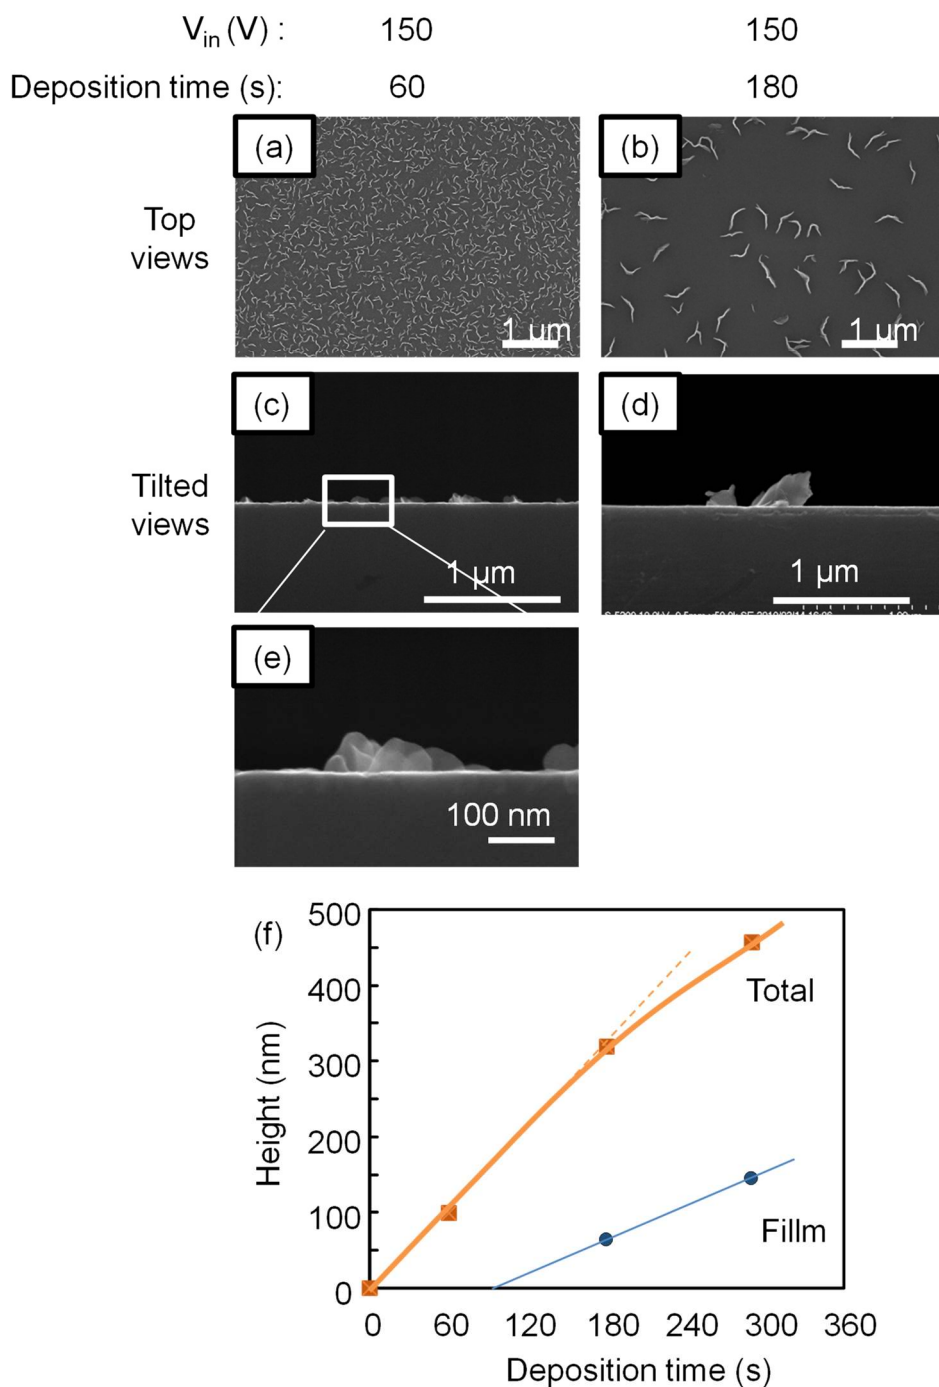 V_in (V) : 150 150
Deposition time (s): 60 180
(a) (b)
Top
views
1 µm 1 µm
(c) (d)
Tilted
views
1 µm 1 µm
(e)
100 nm
(f)
500
400
300
200
100
0
Height (nm)
Total
Fillm
0 60 120 180 240 300 360
Deposition time (s)